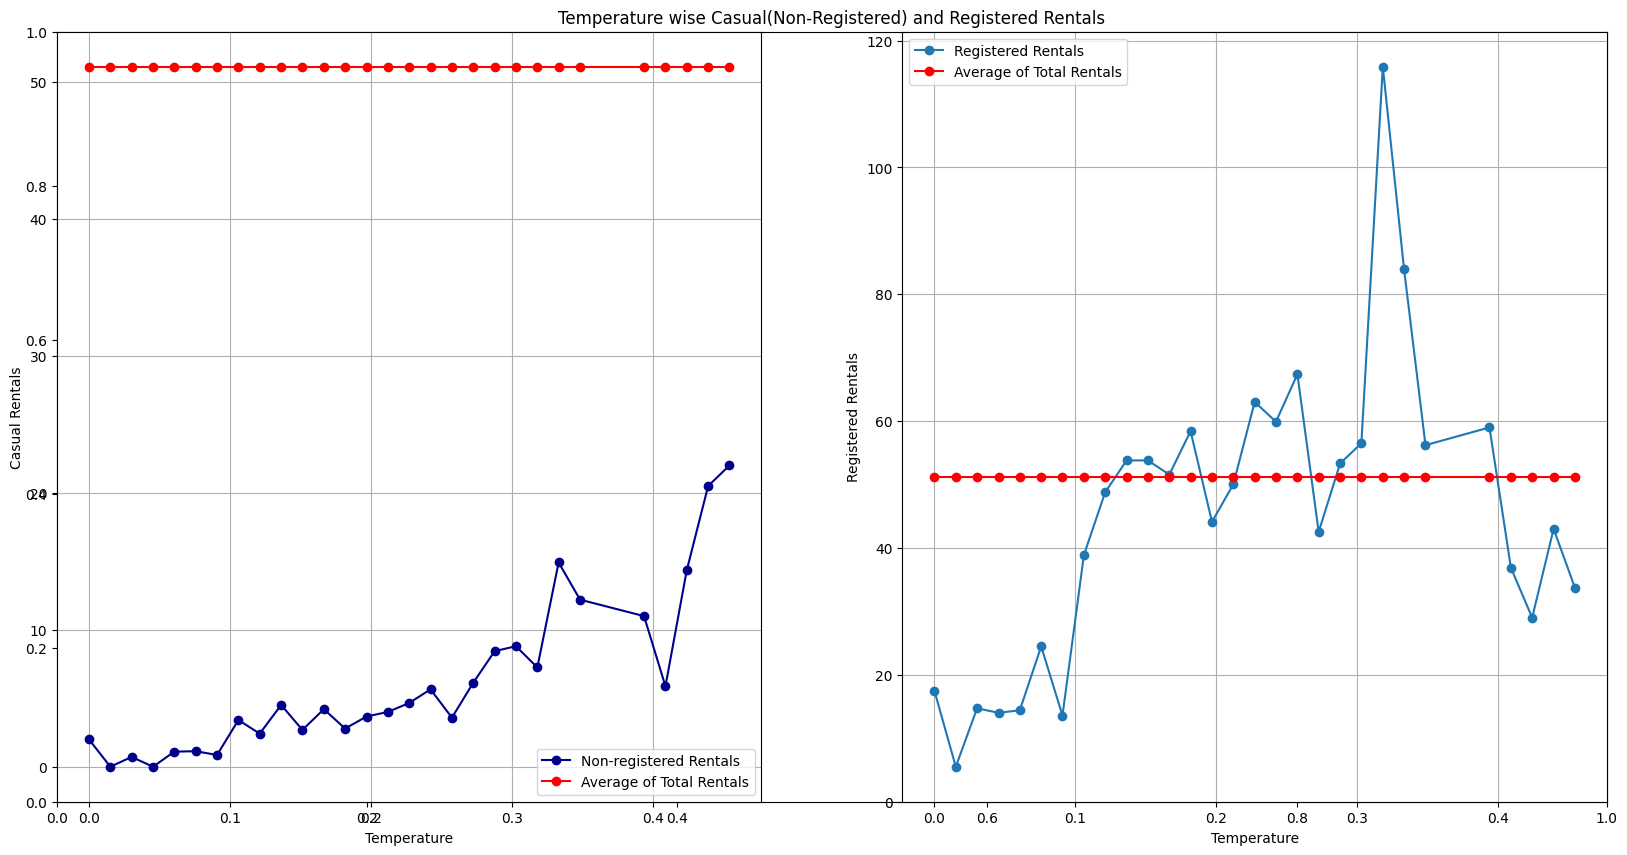 Temperature wise Casual(Non-Registered) and Registered Rentals
1.0
50
0.8
40
0.6
30
20
0.4
10
0.2
0
0.0
Casual Rentals
Non-registered Rentals
Average of Total Rentals
0.0 0.0 0.1 0.2 0.2 0.3 0.4 0.4
Temperature
120
100
80
60
40
20
0
Registered Rentals
Registered Rentals
Average of Total Rentals
0.0 0.6 0.1 0.2 0.8 0.3 0.4 1.0
Temperature